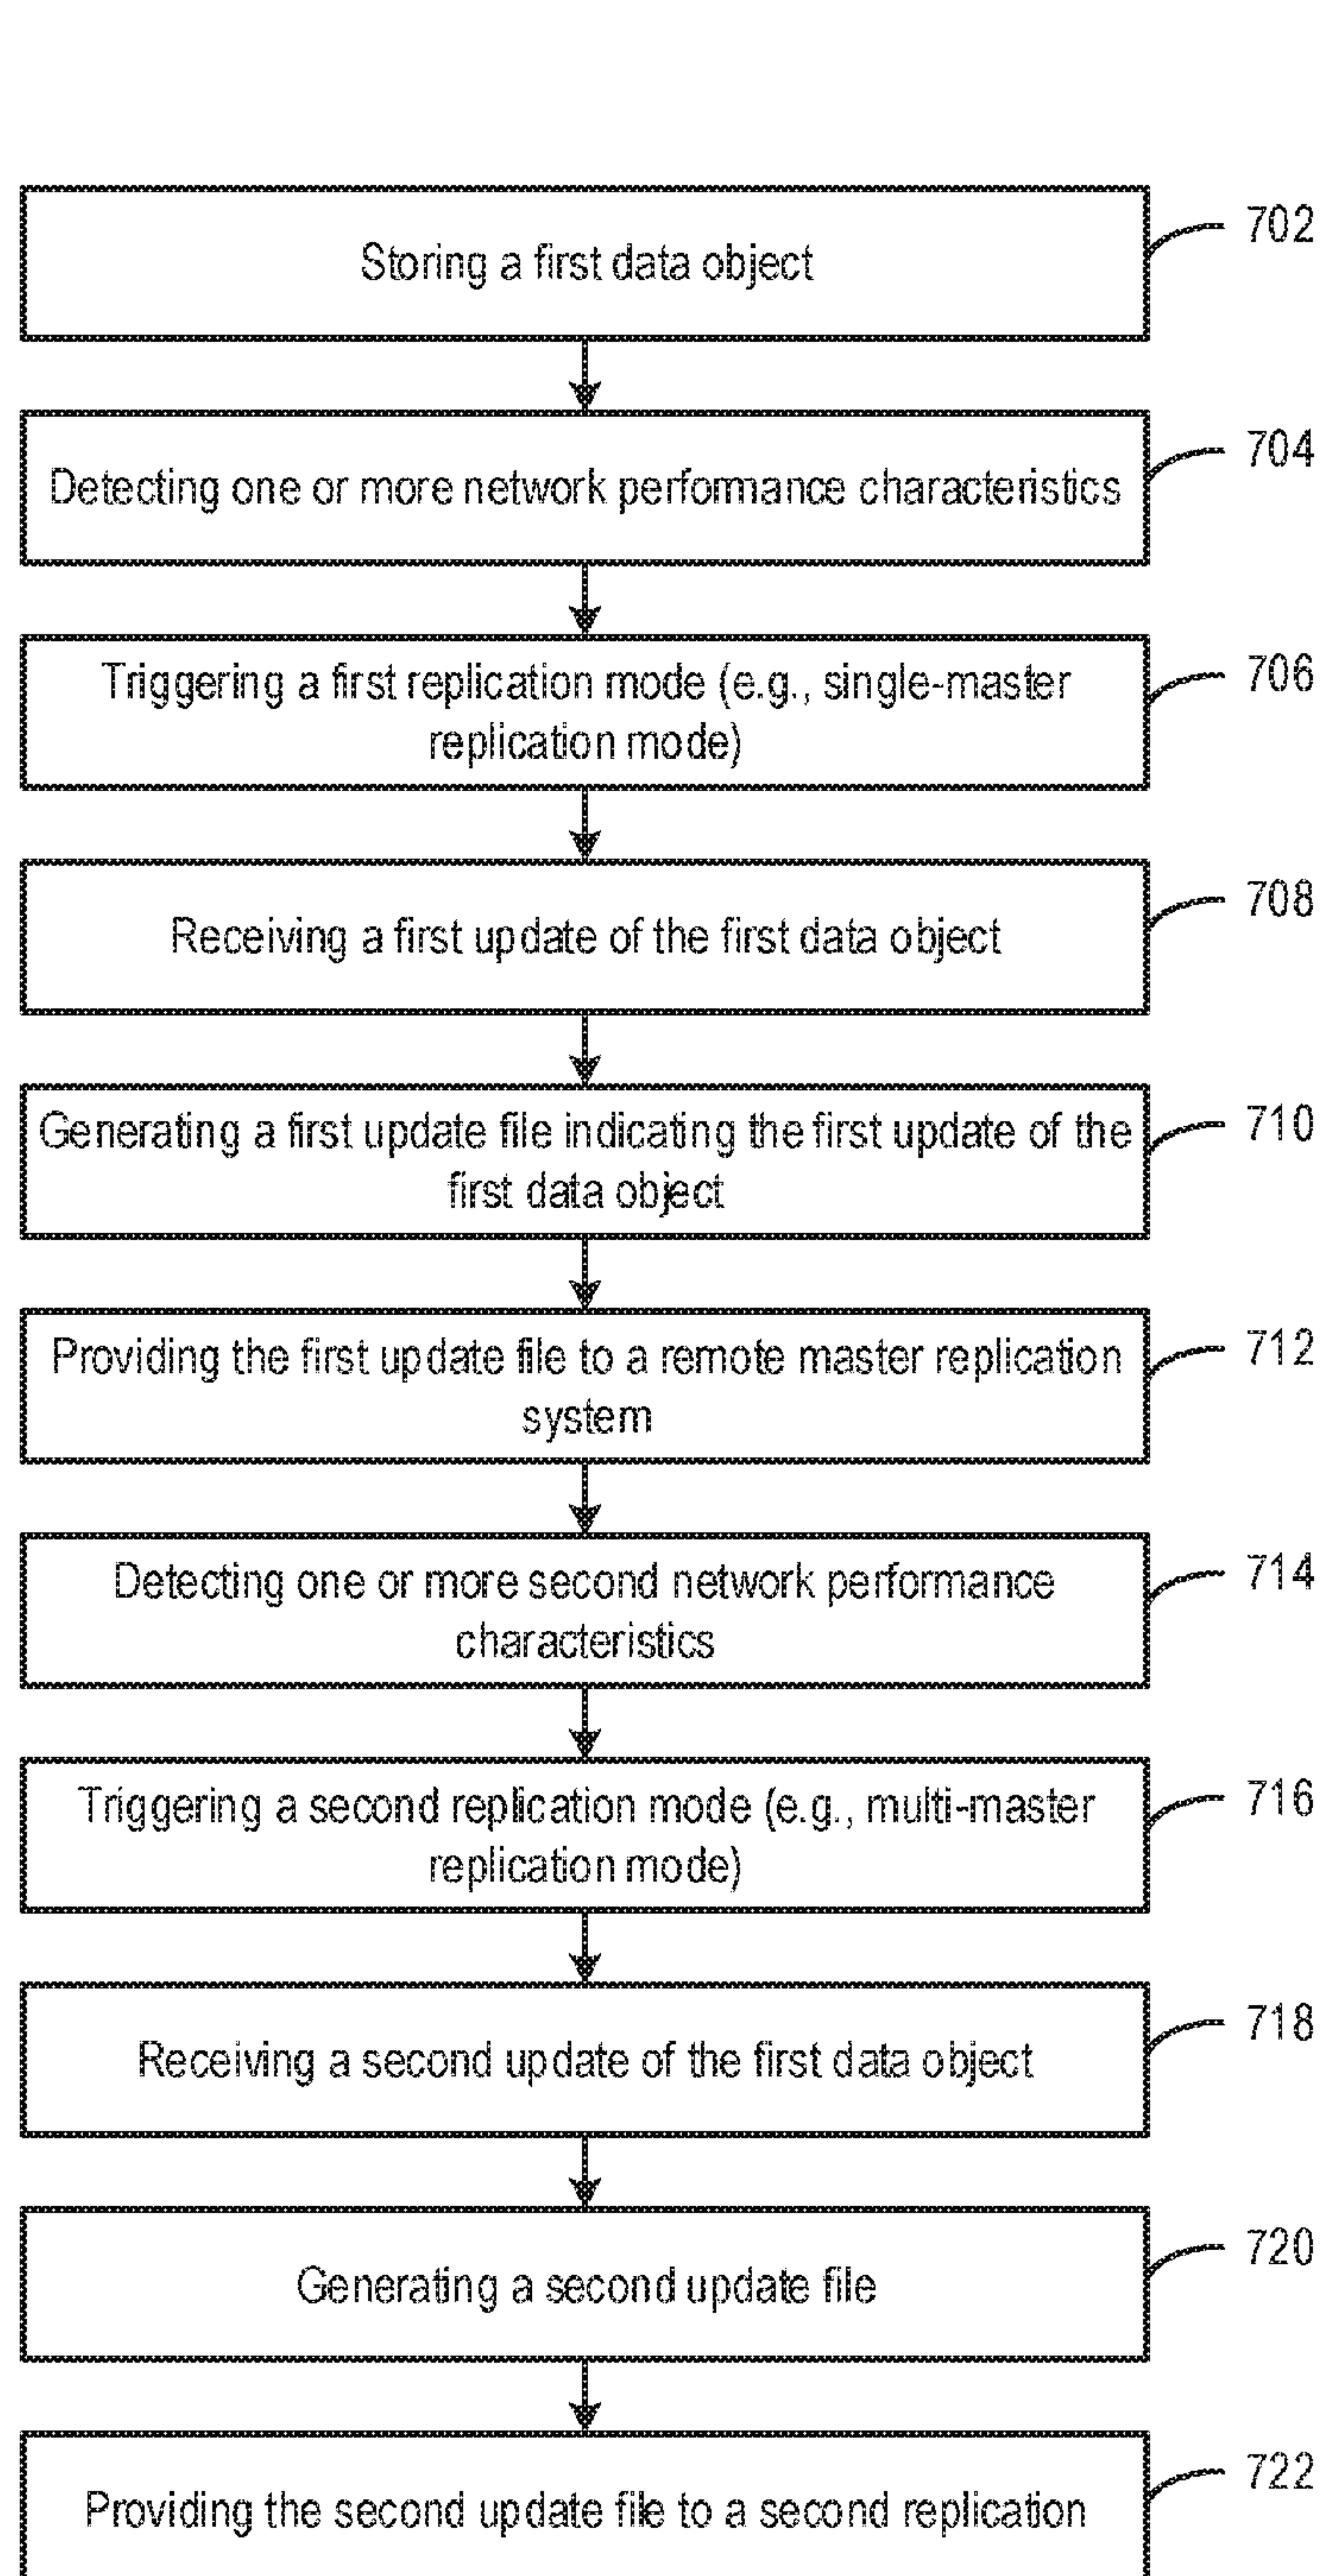 Storing a first data object
702
Detecting one or more network performance characteristics
704
Triggering a first replication mode (e.g., single-master
replication mode)
706
Receiving a first update of the first data object
708
Generating a first update file indicating the first update of the
first data object
710
Providing the first update file to a remote master replication
system
712
Detecting one or more second network performance
characteristics
714
Triggering a second replication mode (e.g., multi-master
replication mode)
716
Receiving a second update of the first data object
718
Generating a second update file
720
Providing the second update file to a second replication
722